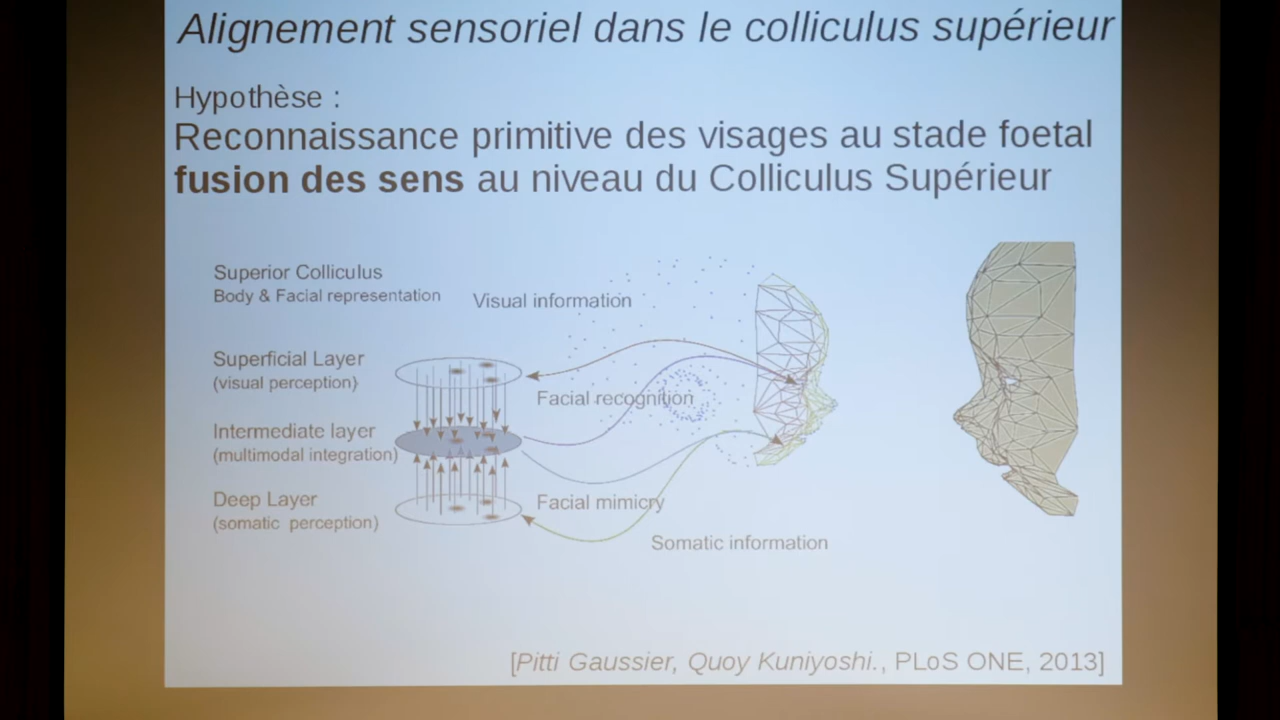 Alignement sensoriel dans le colliculus supérieur
Hypothèse :
Reconnaissance primitive des visages au stade foetal
fusion des sens au niveau du Colliculus Supérieur
Superior Colliculus
Body & Facial representation
Visual information
Superficial Layer
(visual perception)
Facial recognition
Intermediate layer
(multimodal integration)
Deep Layer
(somatic perception)
Facial mimicry
Somatic information
[Pitti Gaussier, Quoy Kuniyoshi., PLoS ONE, 2013]